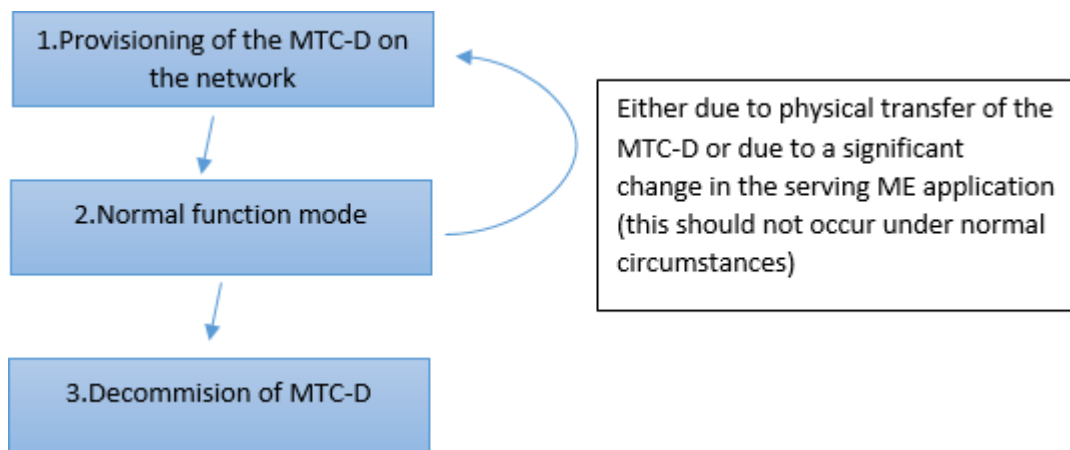 1.Provisioning of the MTC-D on
the network
Either due to physical transfer of the
MTC-D or due to a significant
change in the serving ME application
(this should not occur under normal
circumstances)
2.Normal function mode
3.Decommision of MTC-D